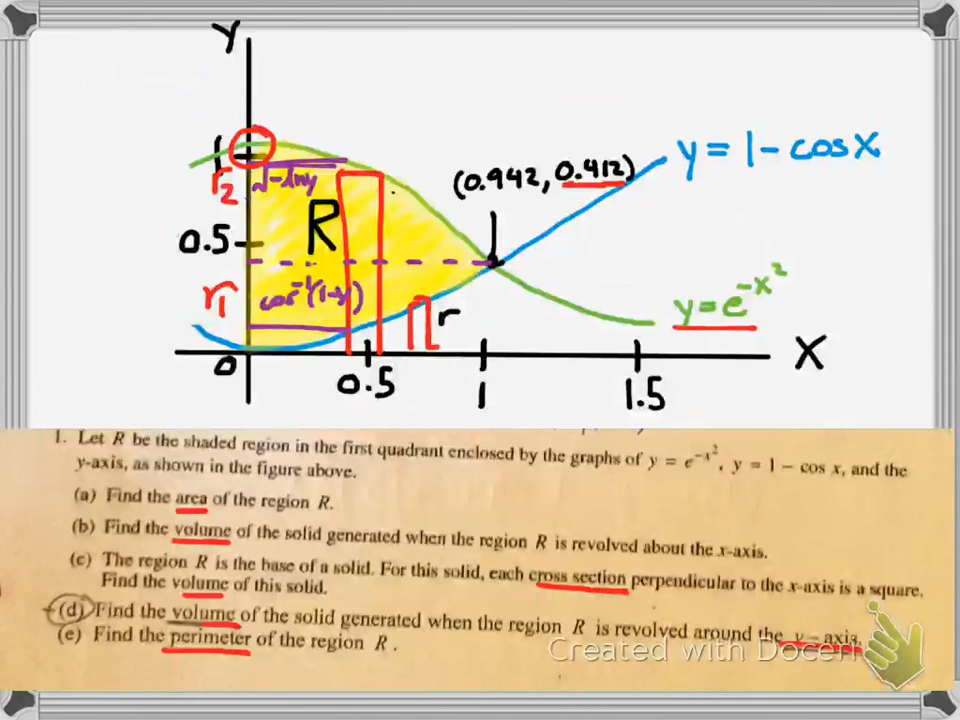 Y
1
r2
√-lny
(0.942, 0.412)
y = 1 - cosx
R
0.5
r1
cos⁻¹(1-y)
r
y = e^-x²
X
0
0.5
1
1.5
1. Let R be the shaded region in the first quadrant enclosed by the graphs of y = e^-x², y = 1 − cos x, and the
y-axis, as shown in the figure above.
(a) Find the area of the region R.
(b) Find the volume of the solid generated when the region R is revolved about the x-axis.
(c) The region R is the base of a solid. For this solid, each cross section perpendicular to the x-axis is a square.
Find the volume of this solid.
(d) Find the volume of the solid generated when the region R is revolved around the y-axis.
(e) Find the perimeter of the region R.
Created with Doceri